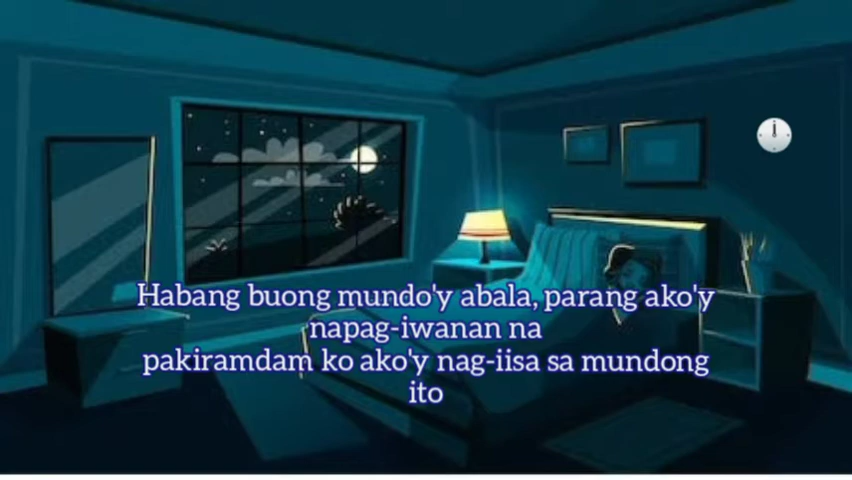 Habang buong mundo'y abala, parang ako'y
napag-iwanan na
pakiramdam ko ako'y nag-iisa sa mundong
ito